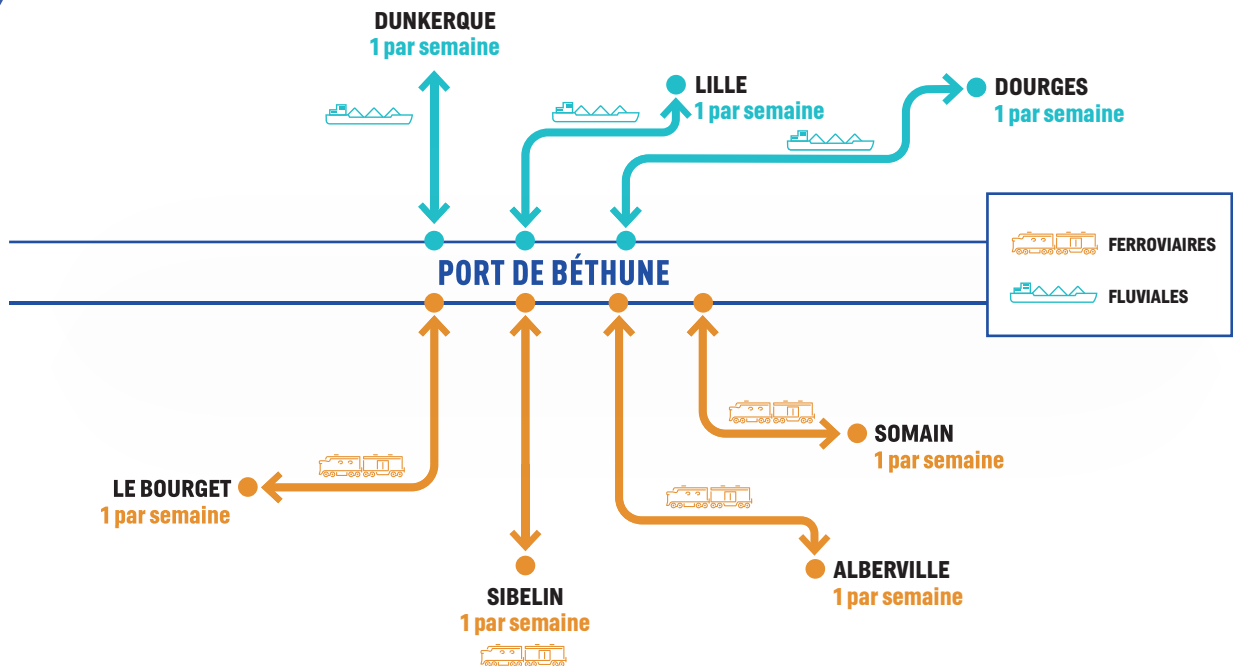 DUNKERQUE
1 par semaine
LILLE
1 par semaine
DOURGES
1 par semaine
FERROVIAIRES
FLUVIALES
PORT DE BÉTHUNE
SOMAIN
1 par semaine
LE BOURGET
1 par semaine
ALBERVILLE
1 par semaine
SIBELIN
1 par semaine